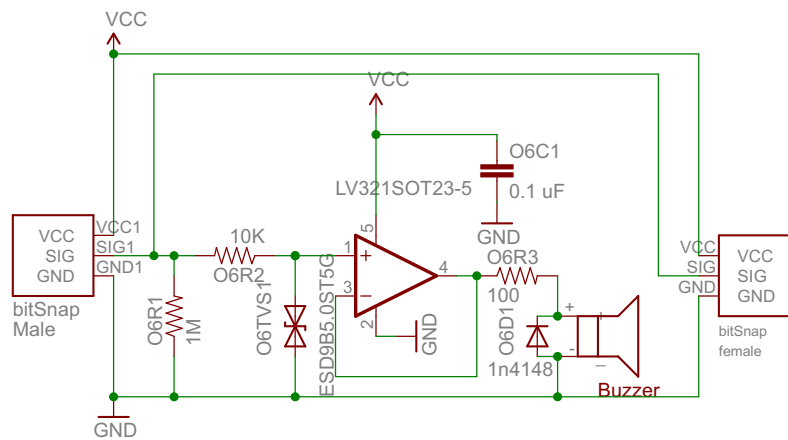 VCC
VCC
O6C1
LV321SOT23-5
0.1 uF
VCC
SIG
GND
VCC1
SIG1
GND1
bitSnap
Male
10K
O6R2
O6R1
1M
O6TVS1
ESD9B5.0ST5G
1
+
3
−
5
2
4
GND
GND
O6R3
100
O6D1
1n4148
+
-
+
−
Buzzer
VCC
SIG
GND
VCC
SIG
GND
bitSnap
female
GND